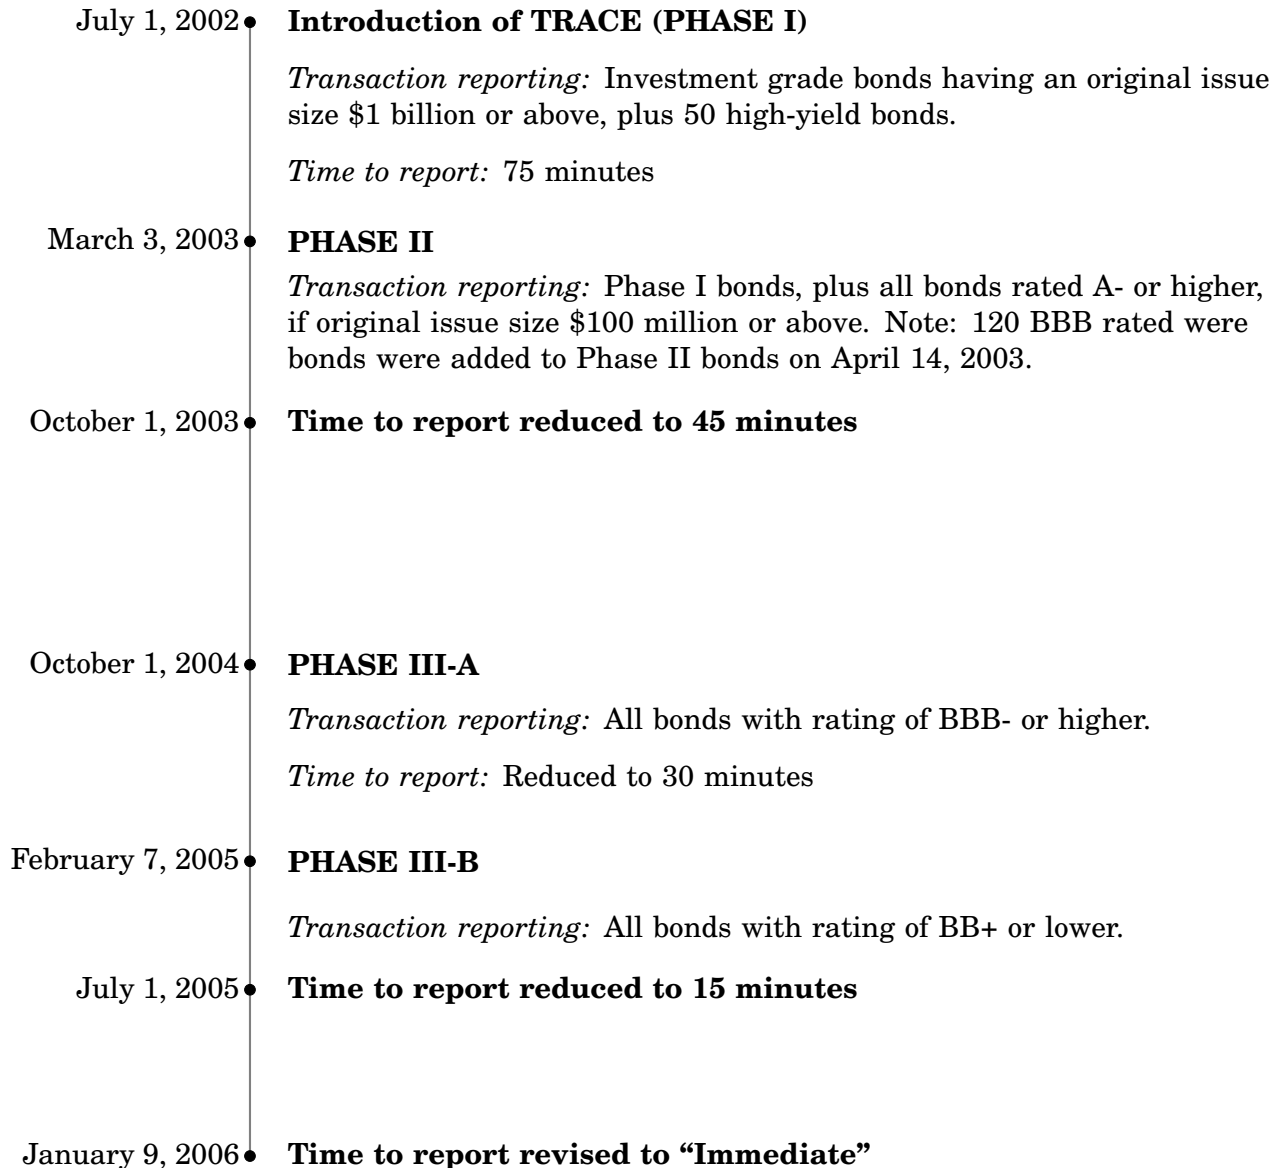 July 1, 2002 Introduction of TRACE (PHASE I)
Transaction reporting: Investment grade bonds having an original issue
size $1 billion or above, plus 50 high-yield bonds.
Time to report: 75 minutes
March 3, 2003 PHASE II
Transaction reporting: Phase I bonds, plus all bonds rated A- or higher,
if original issue size $100 million or above. Note: 120 BBB rated were
bonds were added to Phase II bonds on April 14, 2003.
October 1, 2003 Time to report reduced to 45 minutes
October 1, 2004 PHASE III-A
Transaction reporting: All bonds with rating of BBB- or higher.
Time to report: Reduced to 30 minutes
February 7, 2005 PHASE III-B
Transaction reporting: All bonds with rating of BB+ or lower.
July 1, 2005 Time to report reduced to 15 minutes
January 9, 2006 Time to report revised to “Immediate”